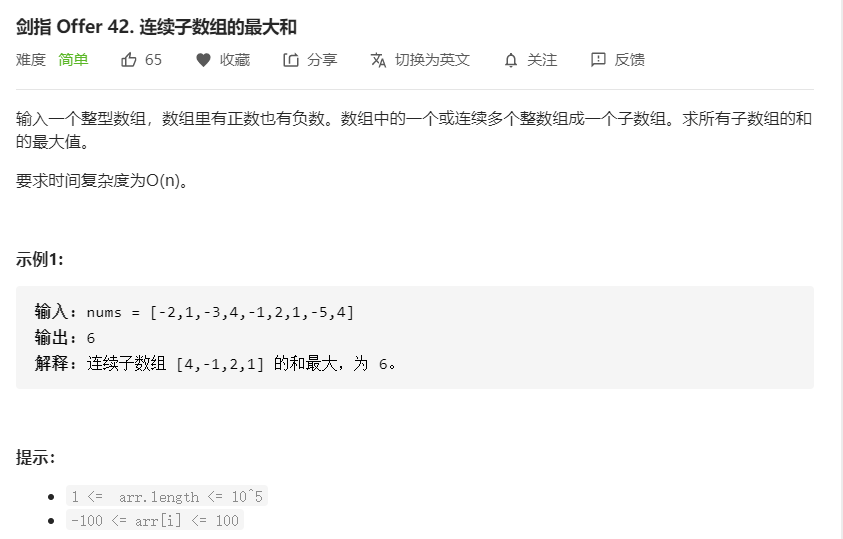 剑指 Offer 42. 连续子数组的最大和
难度 简单 65 收藏 分享 切换为英文 关注 反馈
输入一个整型数组，数组里有正数也有负数。数组中的一个或连续多个整数组成一个子数组。求所有子数组的和
的最大值。
要求时间复杂度为O(n)。
示例1:
输入：nums = [-2,1,-3,4,-1,2,1,-5,4]
输出：6
解释：连续子数组 [4,-1,2,1] 的和最大，为 6。
提示：
1 <=  arr.length <= 10^5
-100 <= arr[i] <= 100